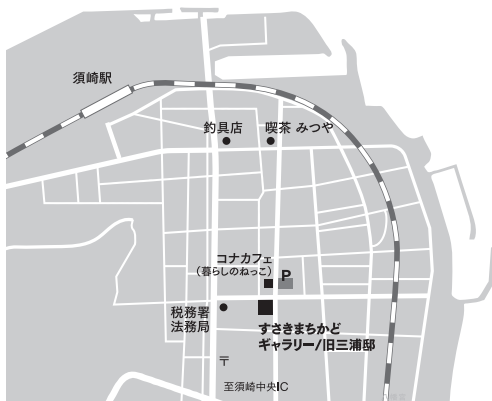 須崎駅
釣具店
喫茶 みつや
コナカフェ
(暮らしのねっこ)
P
税務署
法務局
すさきまちかど
ギャラリー/旧三浦邸
〒
至須崎中央IC